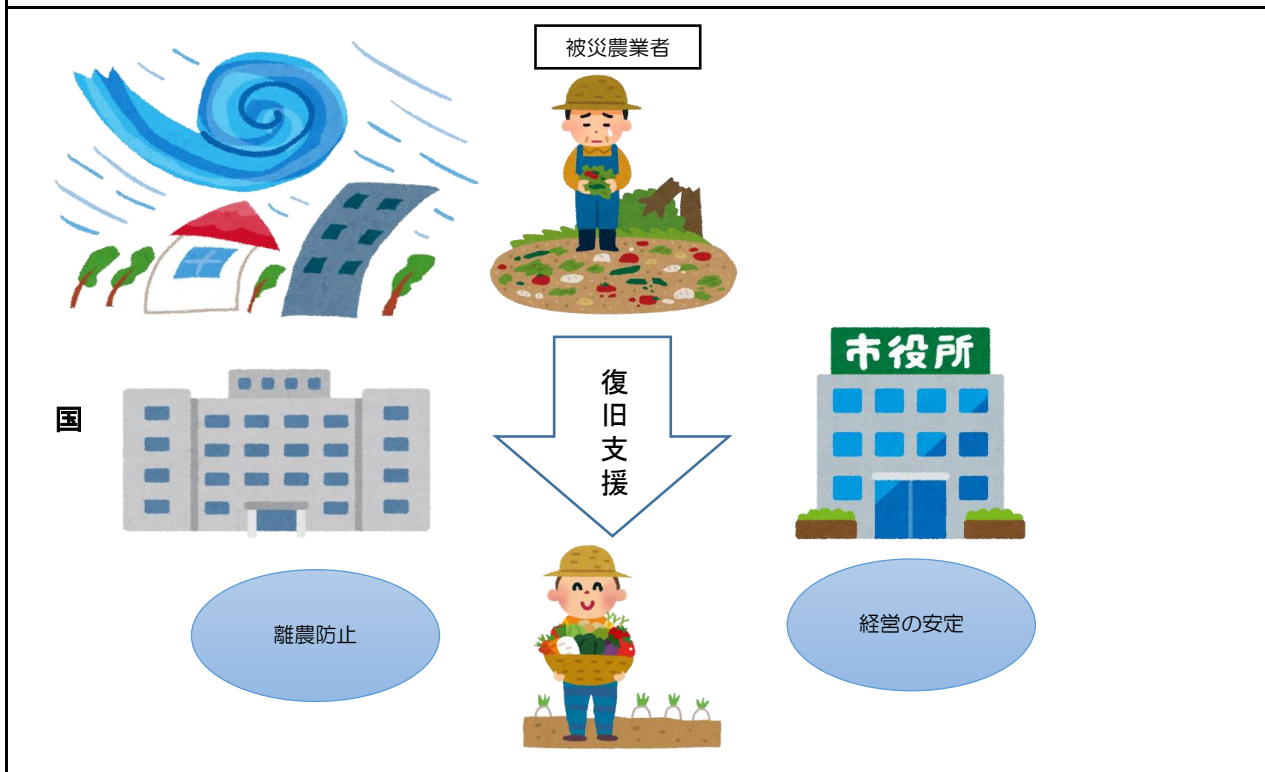 被災農業者
市役所
国
復旧支援
離農防止
経営の安定